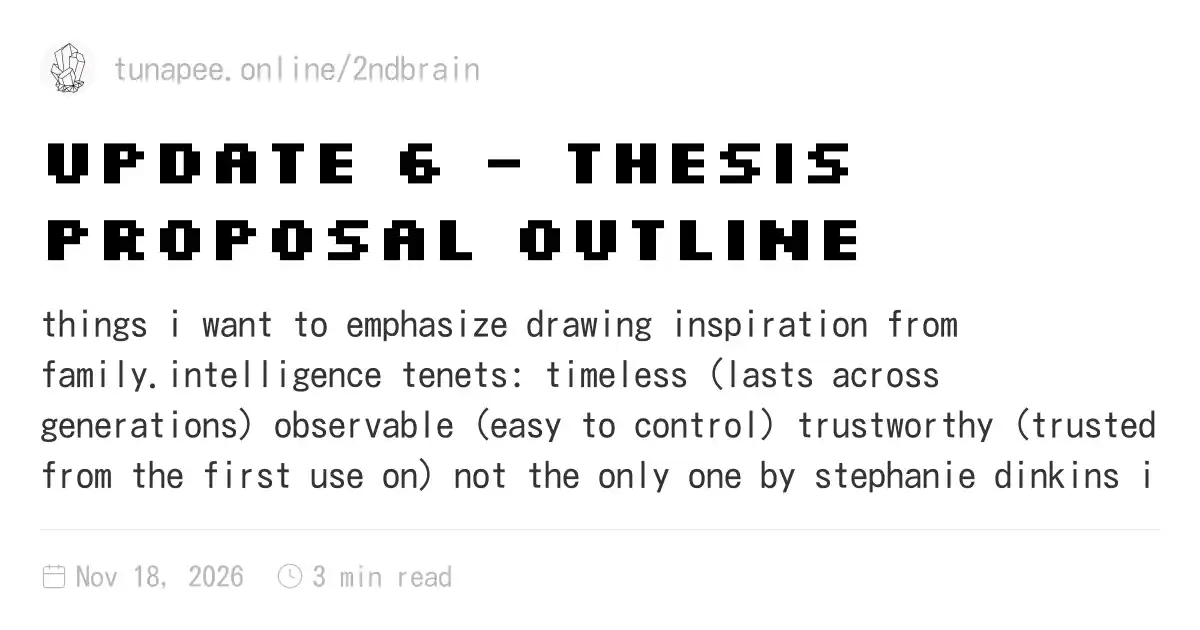 tunapee.online/2ndbrain
UPDATE 6 - THESIS
PROPOSAL OUTLINE
things i want to emphasize drawing inspiration from
family.intelligence tenets: timeless (lasts across
generations) observable (easy to control) trustworthy (trusted
from the first use on) not the only one by stephanie dinkins i
Nov 18, 2026
3 min read